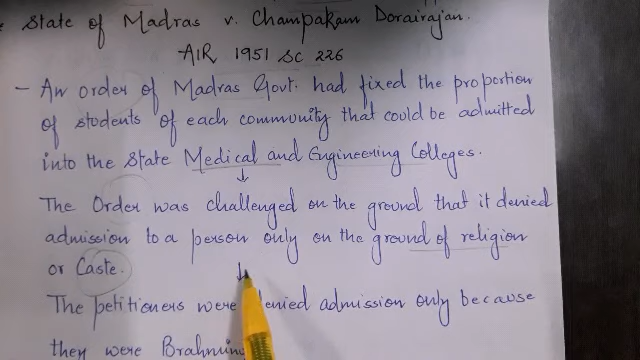 State of Madras v. Champakam Dorairajan.
AIR 1951 SC 226
- An order of Madras Govt. had fixed the proportion
of students of each community that could be admitted
into the State Medical and Engineering Colleges.
↓
The Order was challenged on the ground that it denied
admission to a person only on the ground of religion
or Caste.
↓
The petitioners were denied admission only because
they were